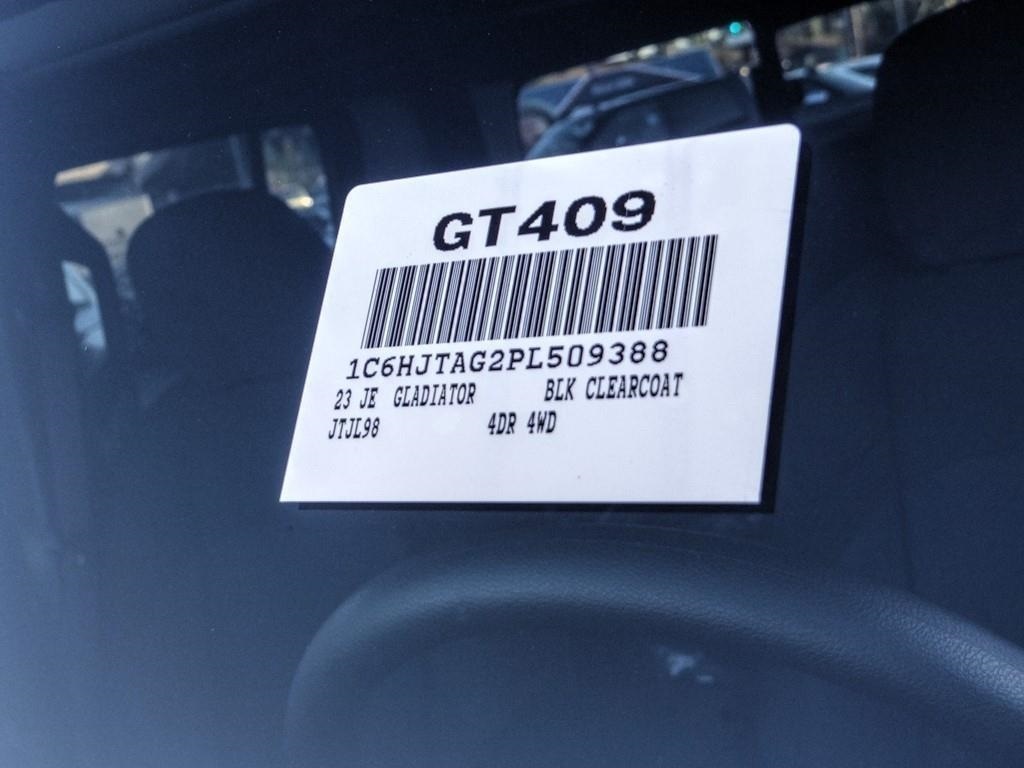 GT409
1C6HJTAG2PL509388
23 JE GLADIATOR BLK CLEARCOAT
JTJL98 4DR 4WD